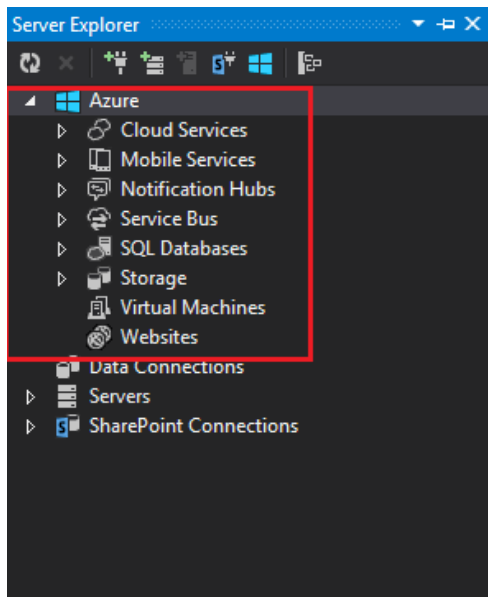 Server Explorer
Azure
Cloud Services
Mobile Services
Notification Hubs
Service Bus
SQL Databases
Storage
Virtual Machines
Websites
Data Connections
Servers
SharePoint Connections